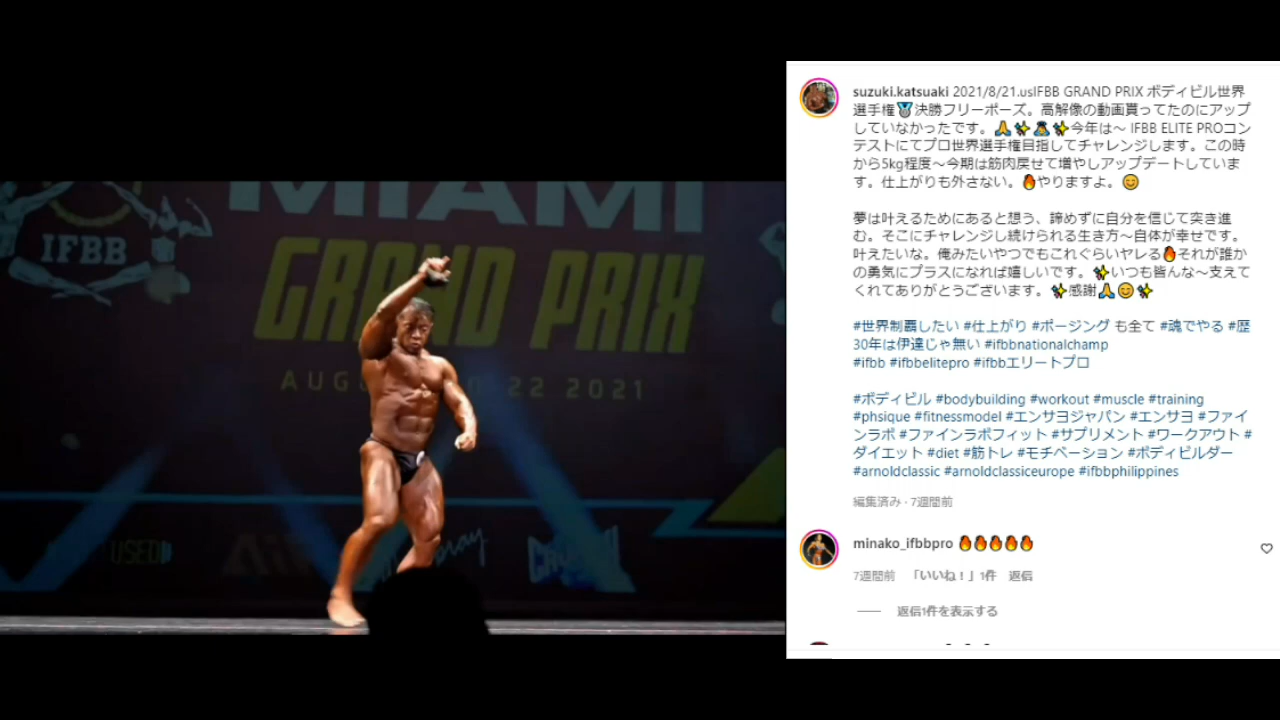 MIAMI
IFBB
GRAND PRIX
AUG 22 2021
USED
suzuki.katsuaki 2021/8/21.usIFBB GRAND PRIX ボディビル世界
選手権🥈決勝フリーポーズ。高解像の動画貰ってたのにアップ
していなかったです。🙏✨🙇✨今年は〜 IFBB ELITE PROコン
テストにてプロ世界選手権目指してチャレンジします。この時
から5kg程度〜今期は筋肉戻せて増やしアップデートしていま
す。仕上がりも外さない。🔥やりますよ。😊
夢は叶えるためにあると想う、諦めずに自分を信じて突き進
む。そこにチャレンジし続けられる生き方〜自体が幸せです。
叶えたいな。俺みたいやつでもこれぐらいヤレる🔥それが誰か
の勇気にプラスになれば嬉しいです。✨いつも皆んな〜支えて
くれてありがとうございます。✨感謝🙏😊✨
#世界制覇したい #仕上がり #ポージング も全て #魂でやる #歴
30年は伊達じゃ無い #ifbbnationalchamp
#ifbb #ifbbelitepro #ifbbエリートプロ
#ボディビル #bodybuilding #workout #muscle #training
#phsique #fitnessmodel #エンサヨジャパン #エンサヨ #ファイ
ンラボ #ファインラボフィット #サプリメント #ワークアウト #
ダイエット #diet #筋トレ #モチベーション #ボディビルダー
#arnoldclassic #arnoldclassiceurope #ifbbphilippines
編集済み・7週間前
minako_ifbbpro 🔥🔥🔥🔥🔥
7週間前 「いいね！」1件 返信
返信1件を表示する